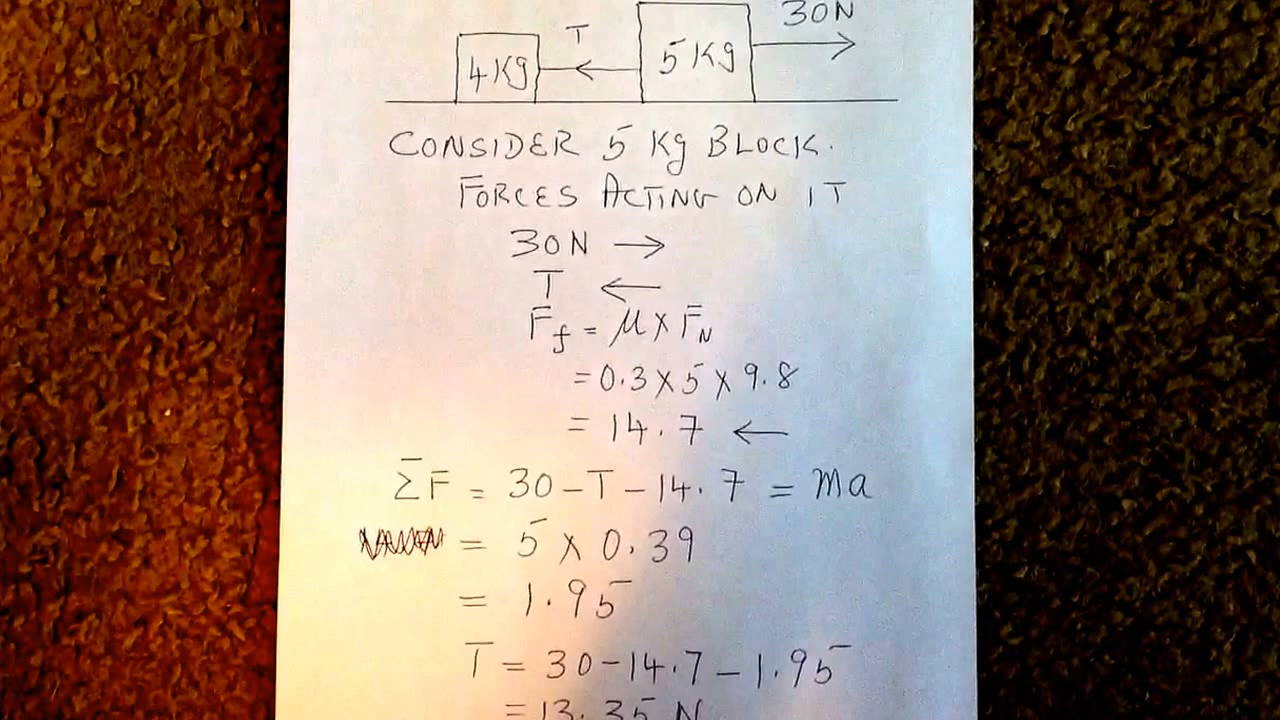 30N
T
4Kg
5Kg
CONSIDER 5 Kg BLOCK.
FORCES ACTING ON IT
30N →
T ←
Ff = μ x FN
= 0.3 x 5 x 9.8
= 14.7 ←
ΣF = 30 - T - 14.7 = ma
= 5 x 0.39
= 1.95
T = 30 - 14.7 - 1.95
= 13.35 N